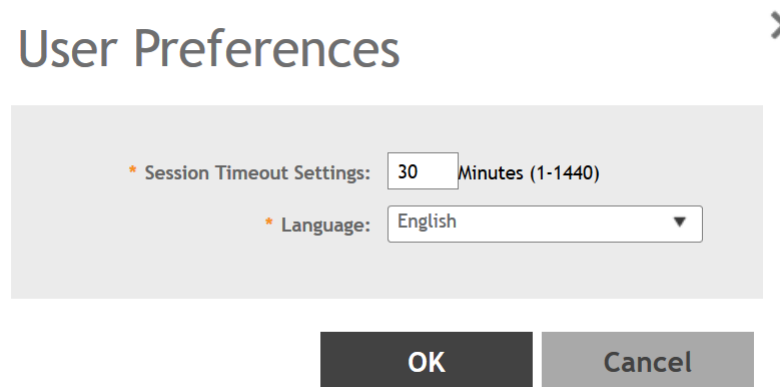 User Preferences
* Session Timeout Settings: 30 Minutes (1-1440)
* Language: English
OK Cancel